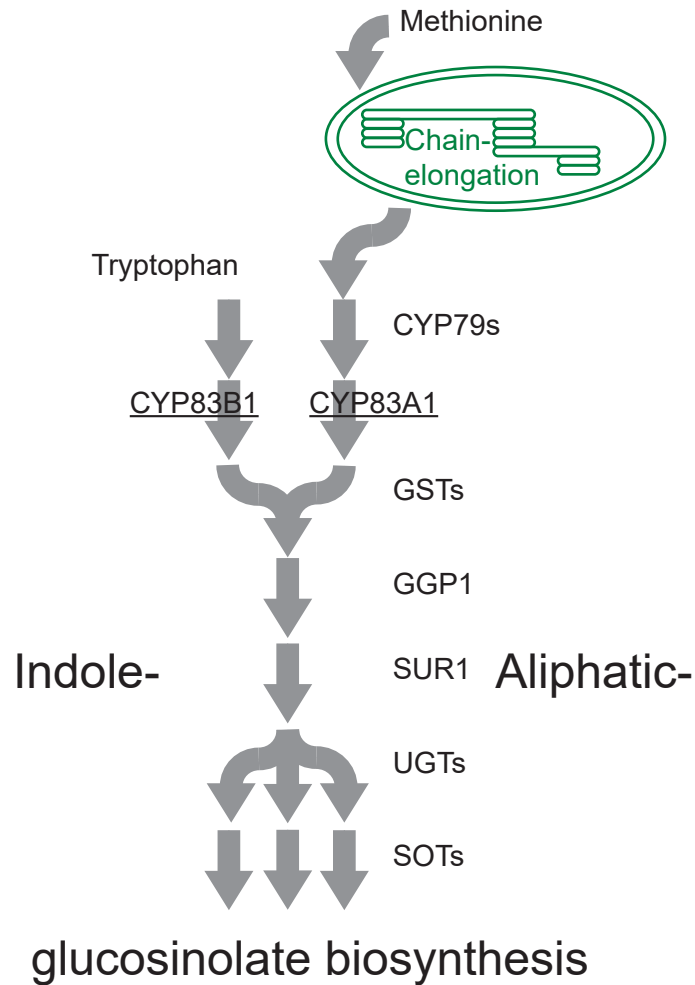 Methionine
Chain-
elongation
Tryptophan
CYP79s
CYP83B1
CYP83A1
GSTs
GGP1
Indole-
SUR1
Aliphatic-
UGTs
SOTs
glucosinolate biosynthesis